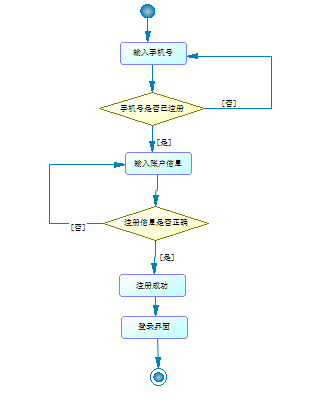 输入手机号
手机号是否已注册
[否]
[是]
输入账户信息
注册信息是否正确
[否]
[是]
注册成功
登录界面